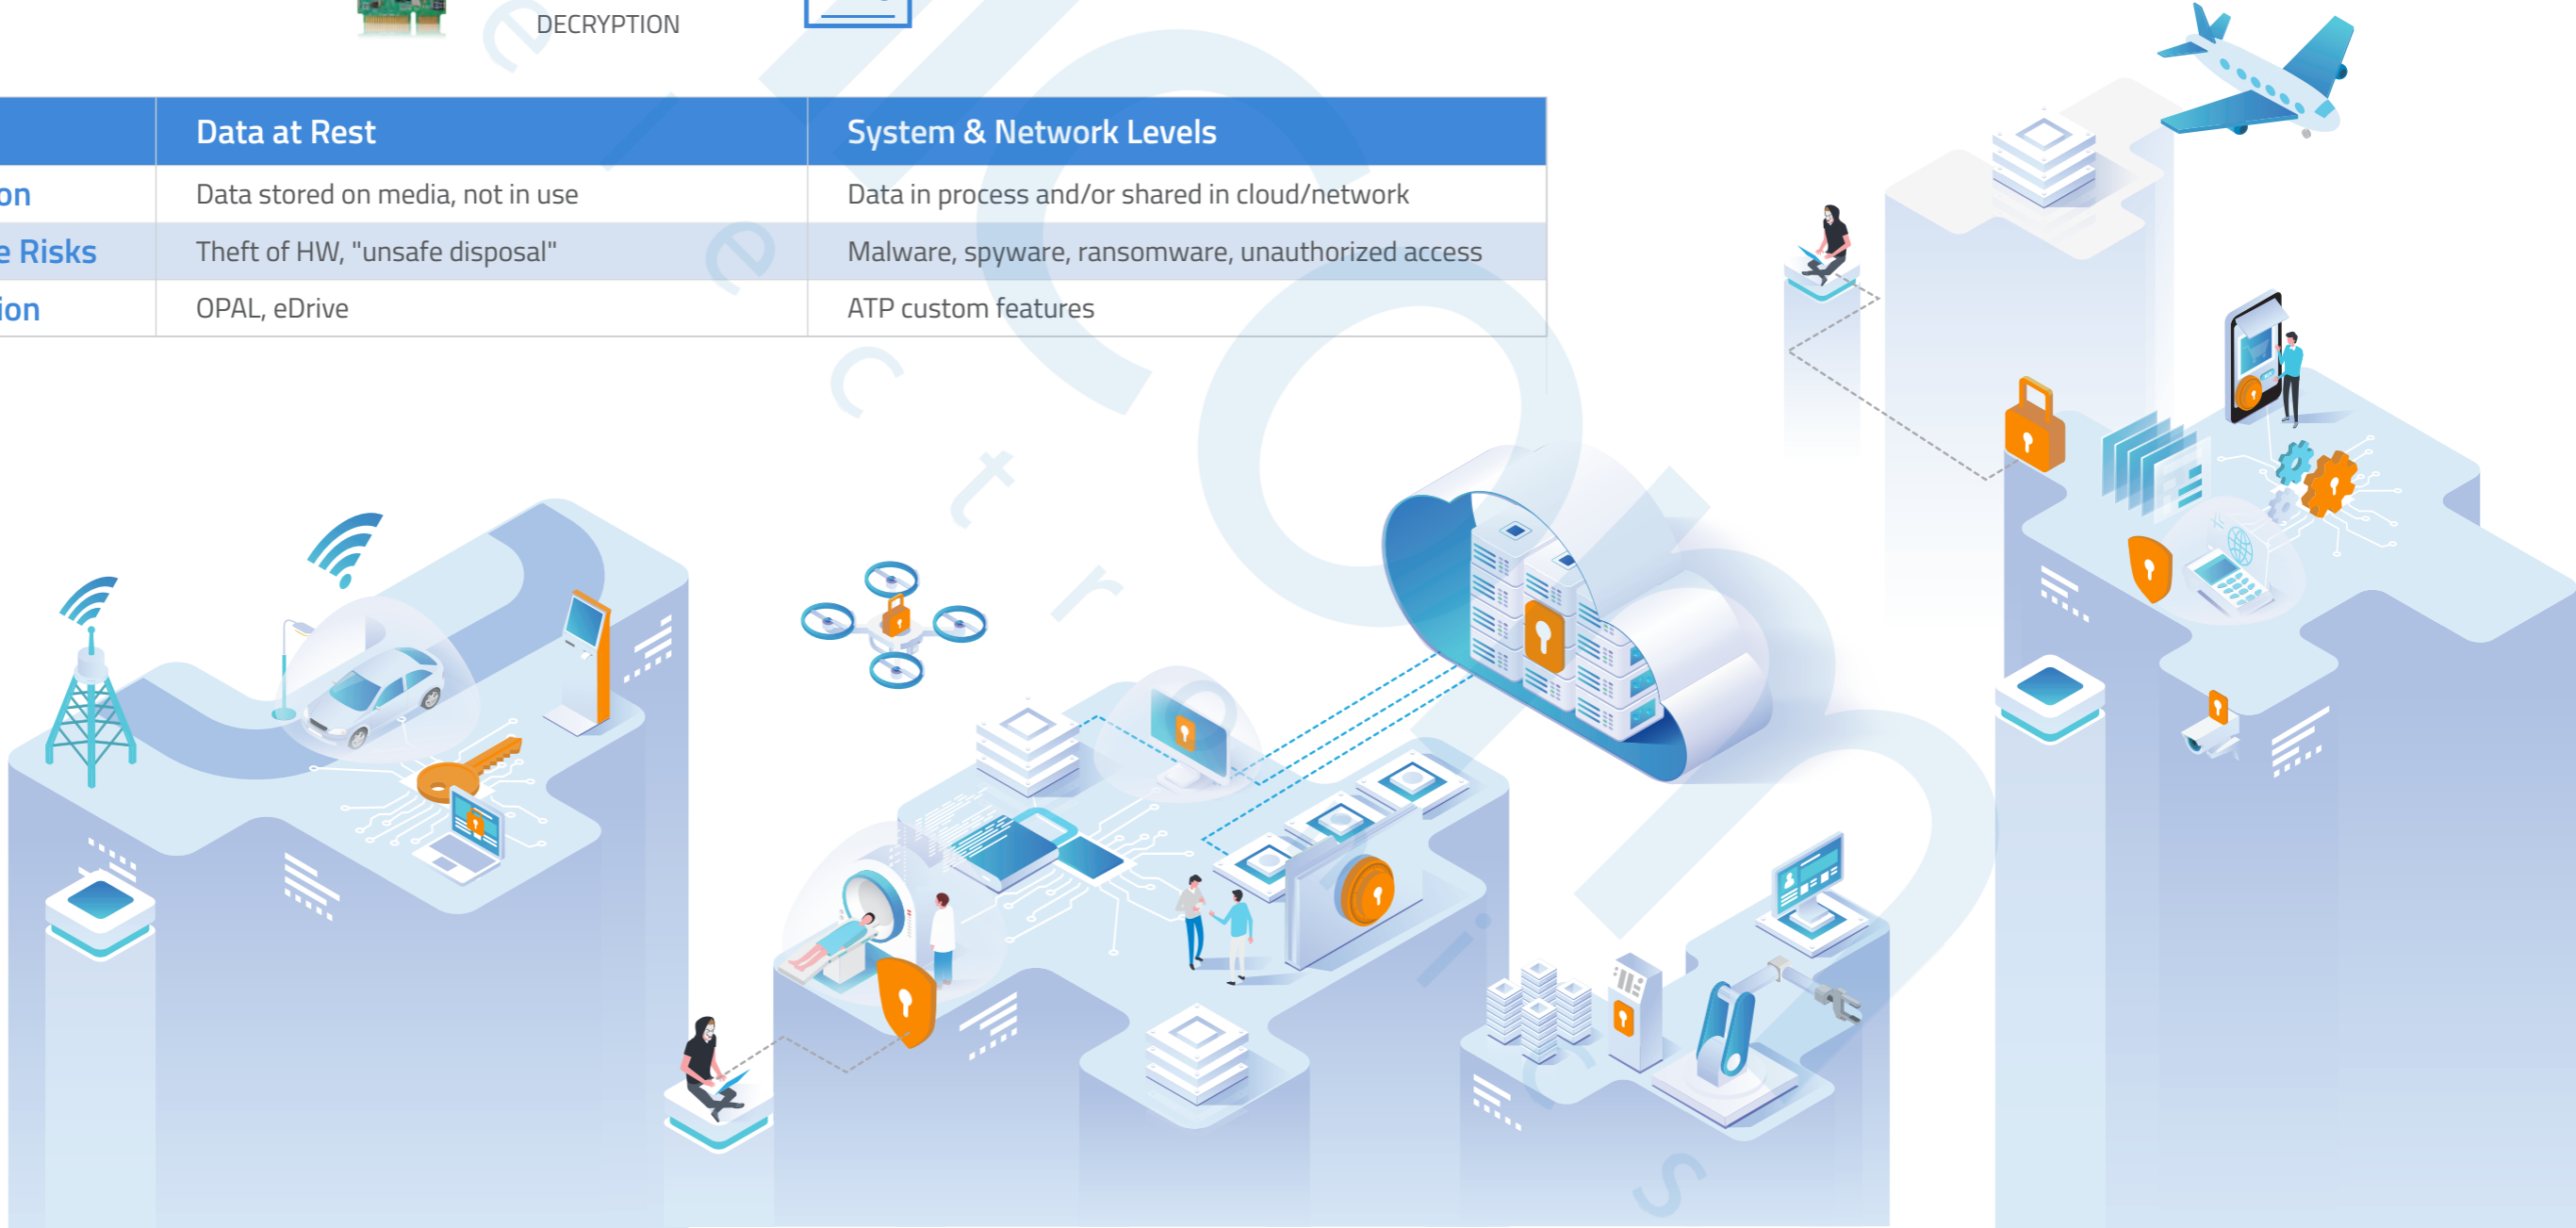 DECRYPTION
Data at Rest System & Network Levels
on Data stored on media, not in use Data in process and/or shared in cloud/network
e Risks Theft of HW, "unsafe disposal" Malware, spyware, ransomware, unauthorized access
ion OPAL, eDrive ATP custom features